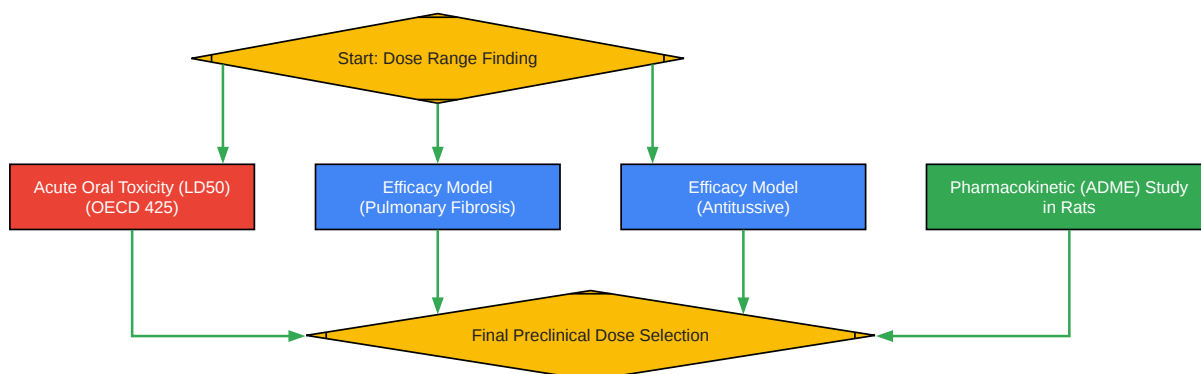 Start: Dose Range Finding
Acute Oral Toxicity (LD50)
(OECD 425)
Efficacy Model
(Pulmonary Fibrosis)
Efficacy Model
(Antitussive)
Pharmacokinetic (ADME) Study
in Rats
Final Preclinical Dose Selection